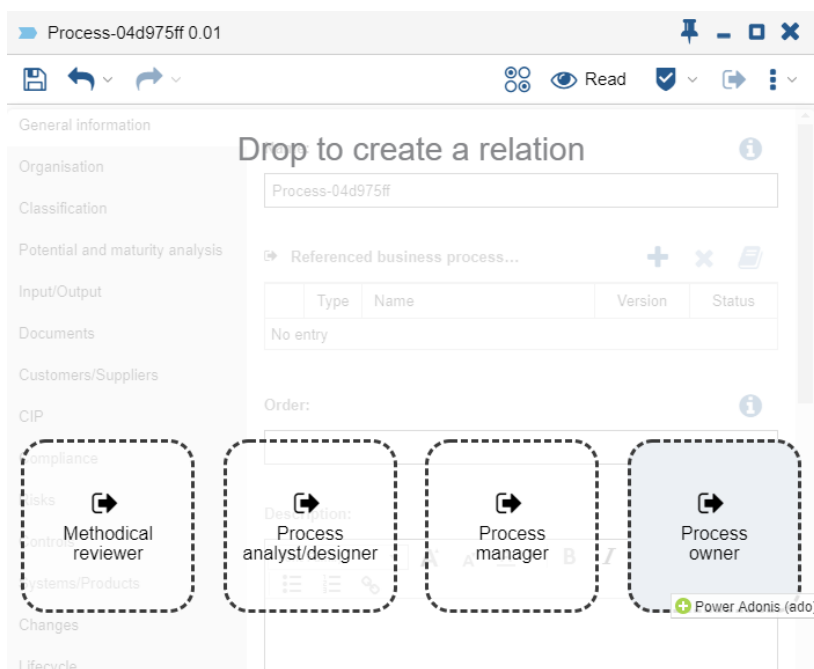 Process-04d975ff 0.01
Read
General information
Drop to create a relation
Organisation
Process-04d975ff
Classification
Potential and maturity analysis
Referenced business process...
Input/Output
Type Name Version Status
Documents
No entry
Customers/Suppliers
CIP
Order:
Compliance
Risks
Description:
Methodical
reviewer
Process
analyst/designer
Process
manager
Process
owner
Controls
B I
Systems/Products
Power Adonis (ado)
Changes
Lifecycle